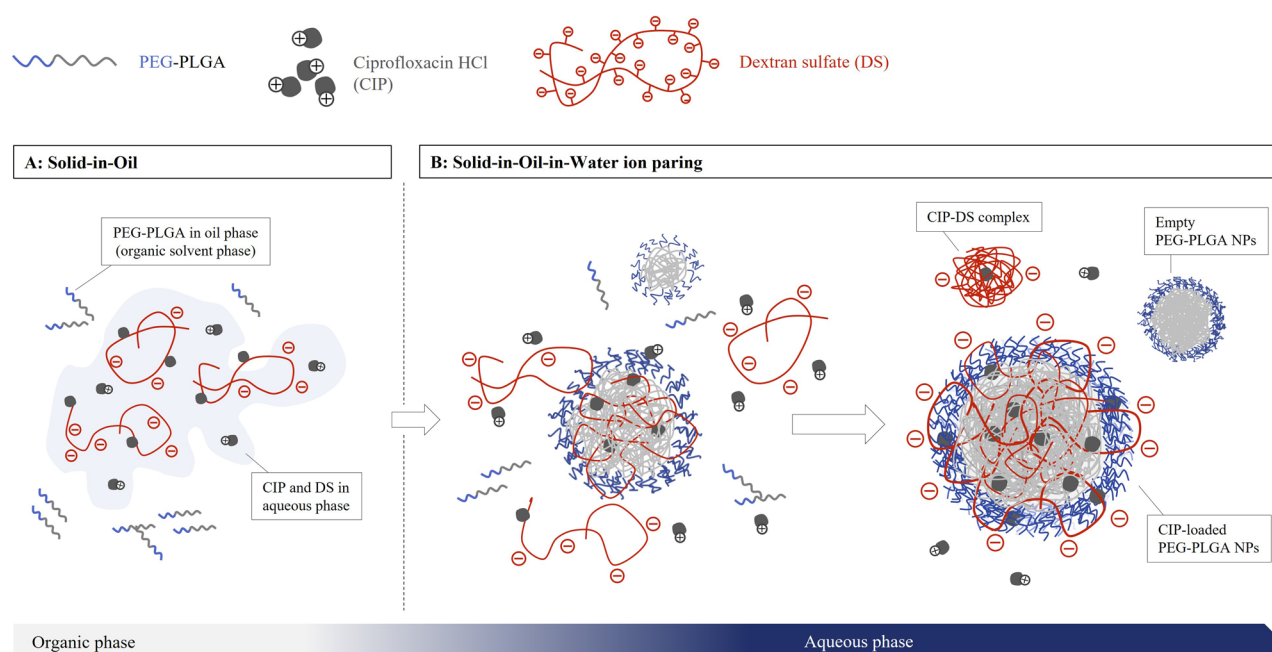 PEG-PLGA
Ciprofloxacin HCl
(CIP)
Dextran sulfate (DS)
A: Solid-in-Oil
B: Solid-in-Oil-in-Water ion paring
PEG-PLGA in oil phase
(organic solvent phase)
CIP and DS in
aqueous phase
CIP-DS complex
Empty
PEG-PLGA NPs
CIP-loaded
PEG-PLGA NPs
Organic phase
Aqueous phase